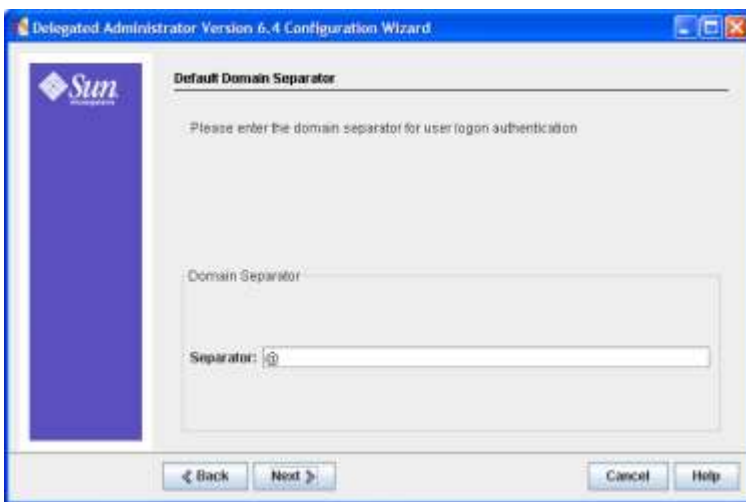 Delegated Administrator Version 6.4 Configuration Wizard
Sun
microsystems
Default Domain Separator
Please enter the domain separator for user logon authentication
Domain Separator
Separator: @
Back Next Cancel Help